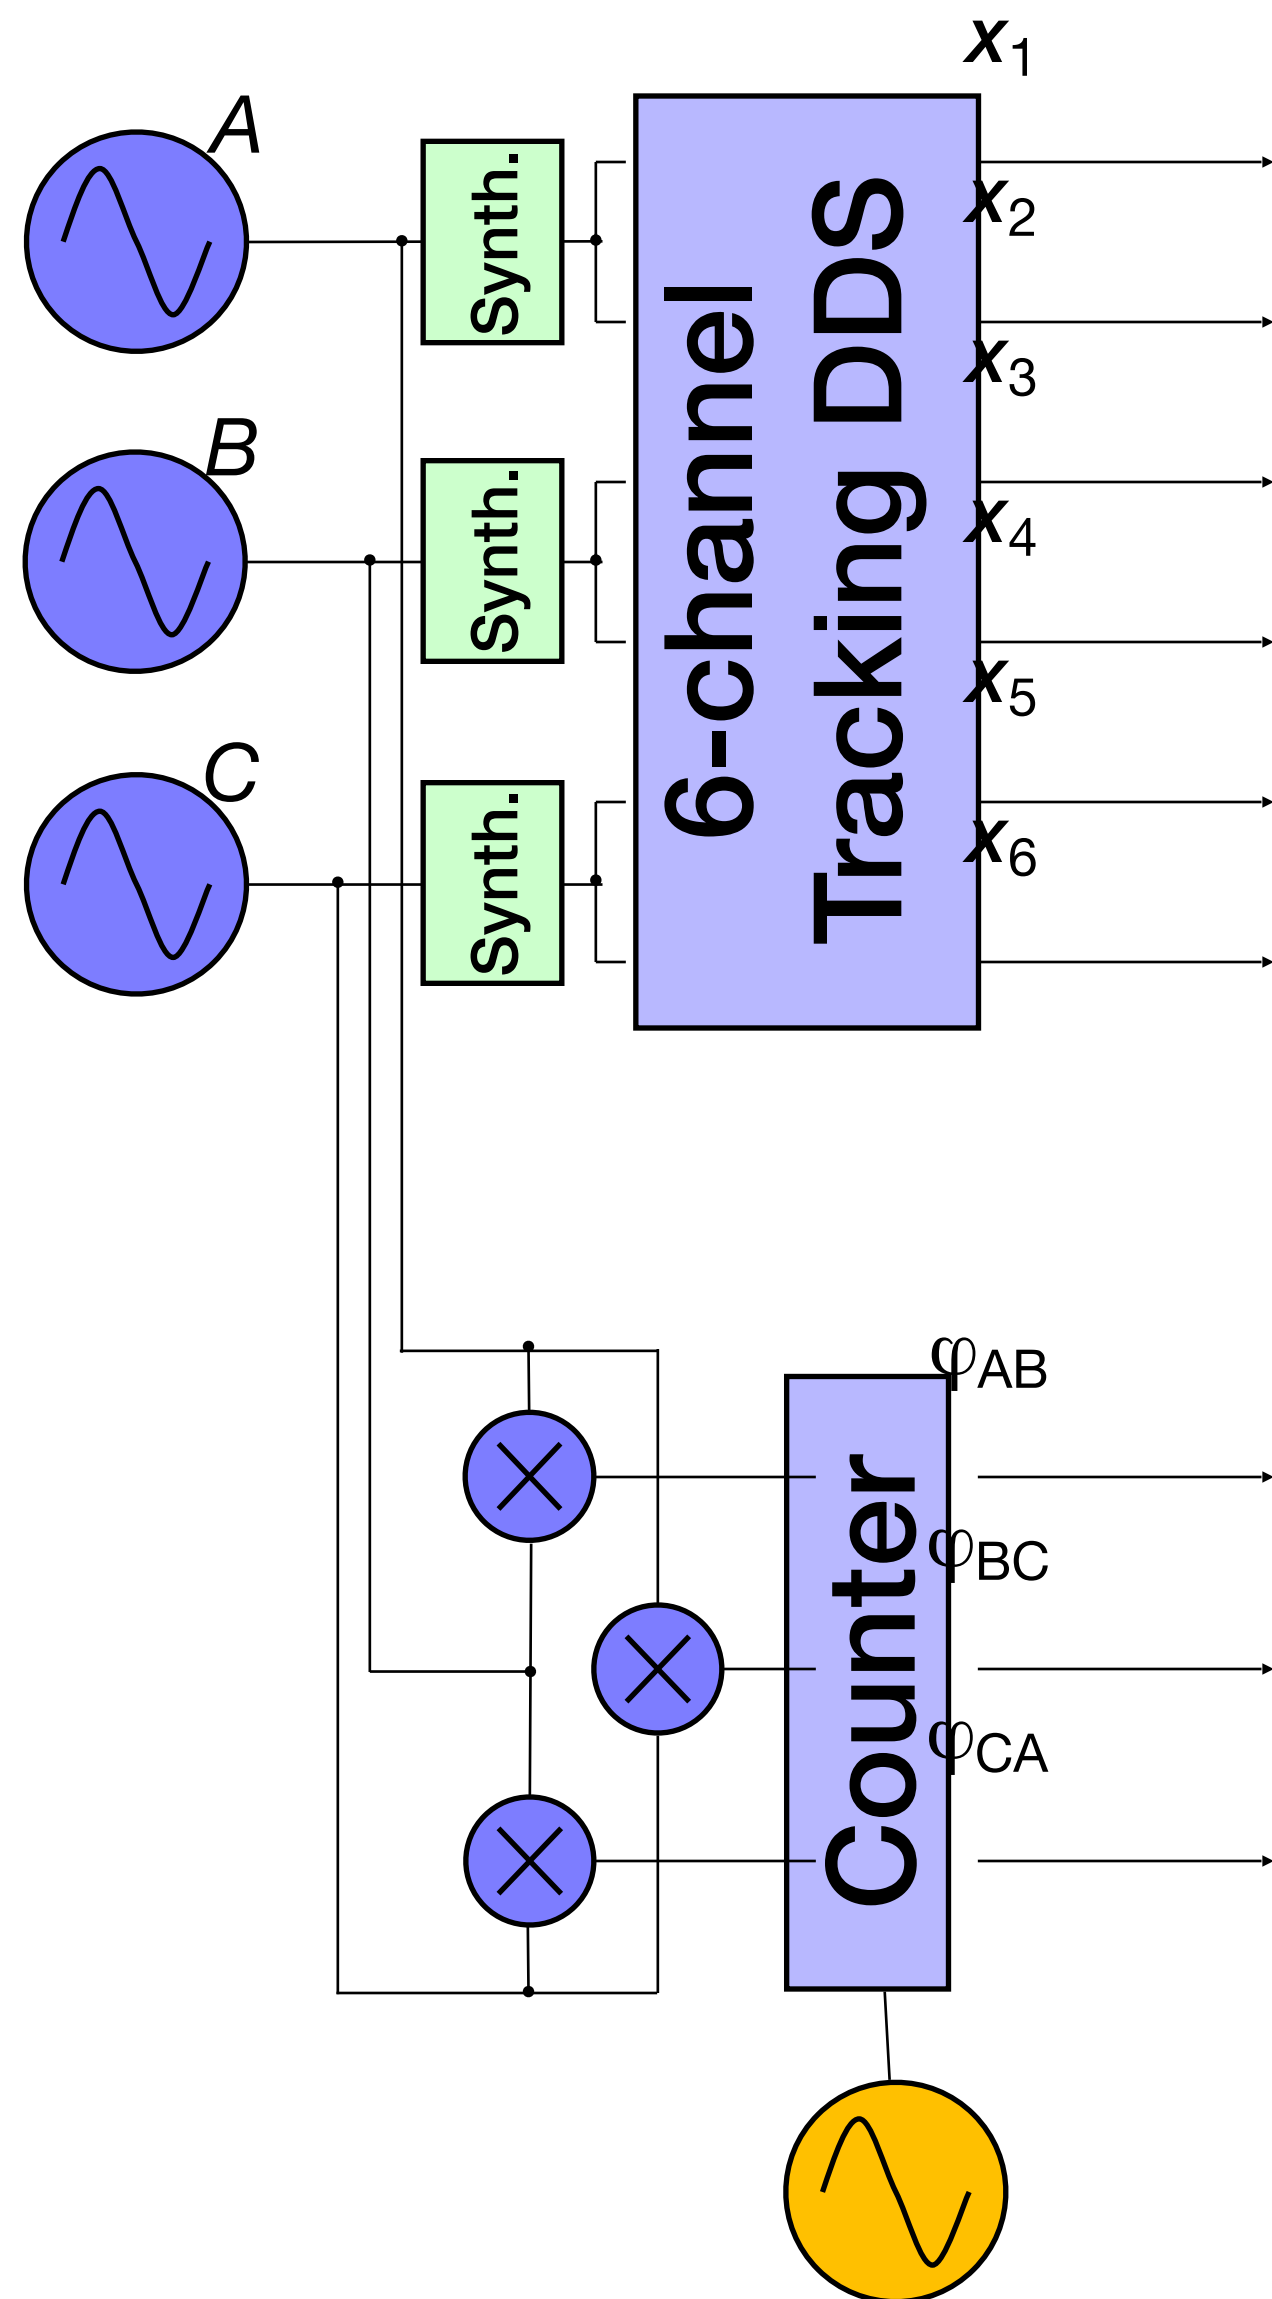 A
B
C
Synth.
Synth.
Synth.
6-channel
Tracking DDS
x1
x2
x3
x4
x5
x6
Counter
φAB
φBC
φCA